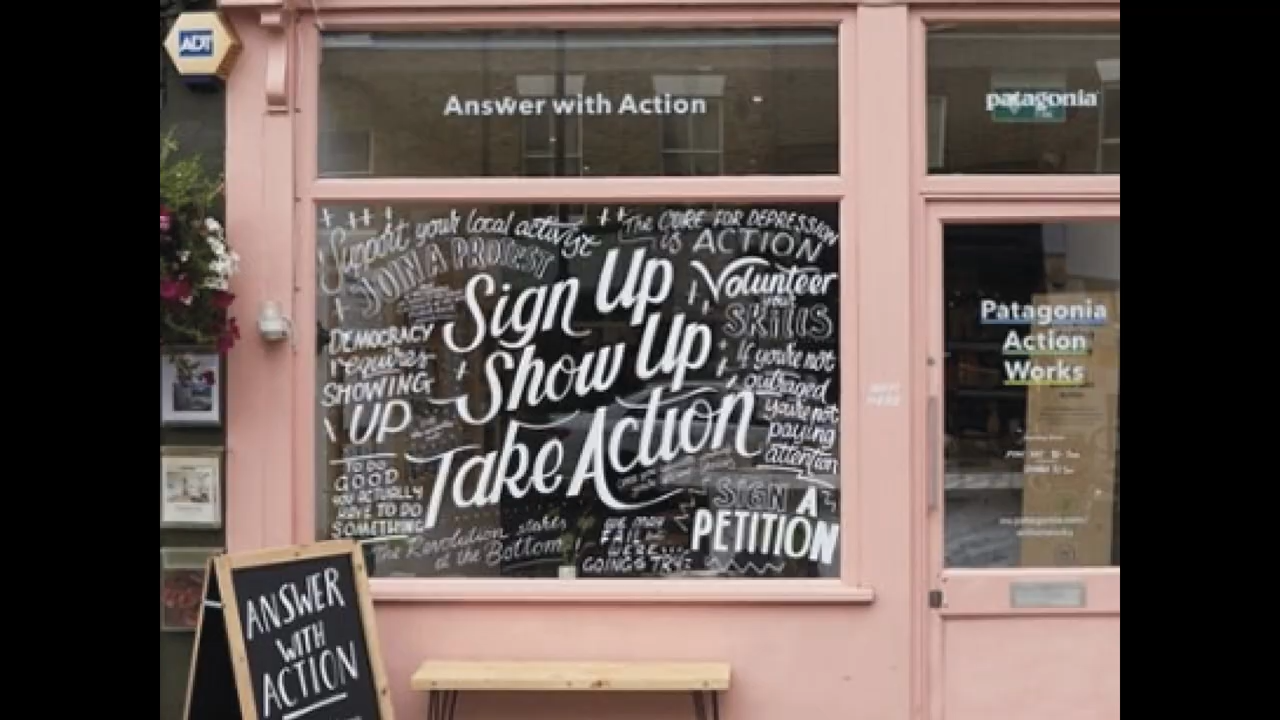 ADT
Answer with Action
patagonia
Support your local activist
JOIN A PROTEST
The CURE FOR DEPRESSION
is ACTION
Sign Up
Show Up
Take Action
Volunteer
your
SKILLS
DEMOCRACY
requires
SHOWING
UP
If you're not
outraged
you're not
paying
attention
TO DO
GOOD
YOU ACTUALLY
HAVE TO DO
SOMETHING
The Revolution starts
at the Bottom!
WE MAY
FAIL
WERE
GOING TO TRY
SIGN A
PETITION
Patagonia
Action
Works
ANSWER
WITH
ACTION